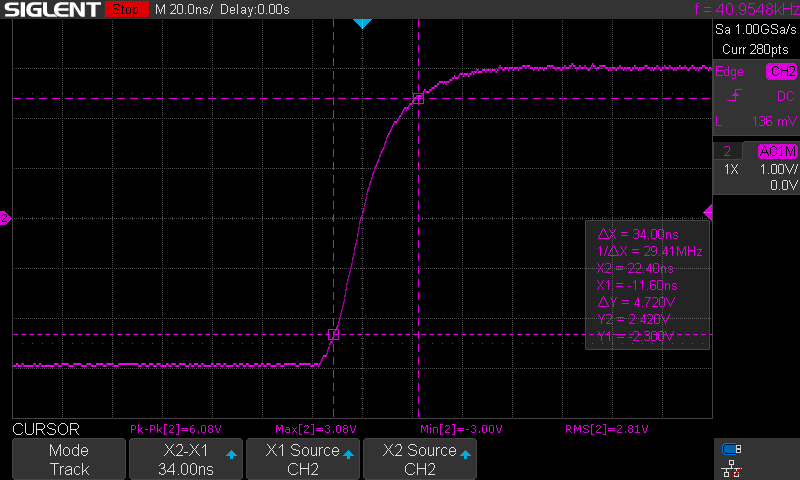 SIGLENT Stop M 20.0ns/ Delay:0.00s f = 40.9548kHz
Sa 1.00GSa/s
Curr 280pts
Edge CH2
DC
L 136 mV
2 AC1M
1X 1.00V/
0.0V
2
ΔX = 34.00ns
1/ΔX = 29.41MHz
X2 = 22.40ns
X1 = -11.60ns
ΔY = 4.720V
Y2 = 2.420V
Y1 = -2.300V
CURSOR Pk-Pk[2]=6.08V Max[2]=3.08V Min[2]=-3.00V RMS[2]=2.81V
Mode X2-X1 X1 Source X2 Source
Track 34.00ns CH2 CH2